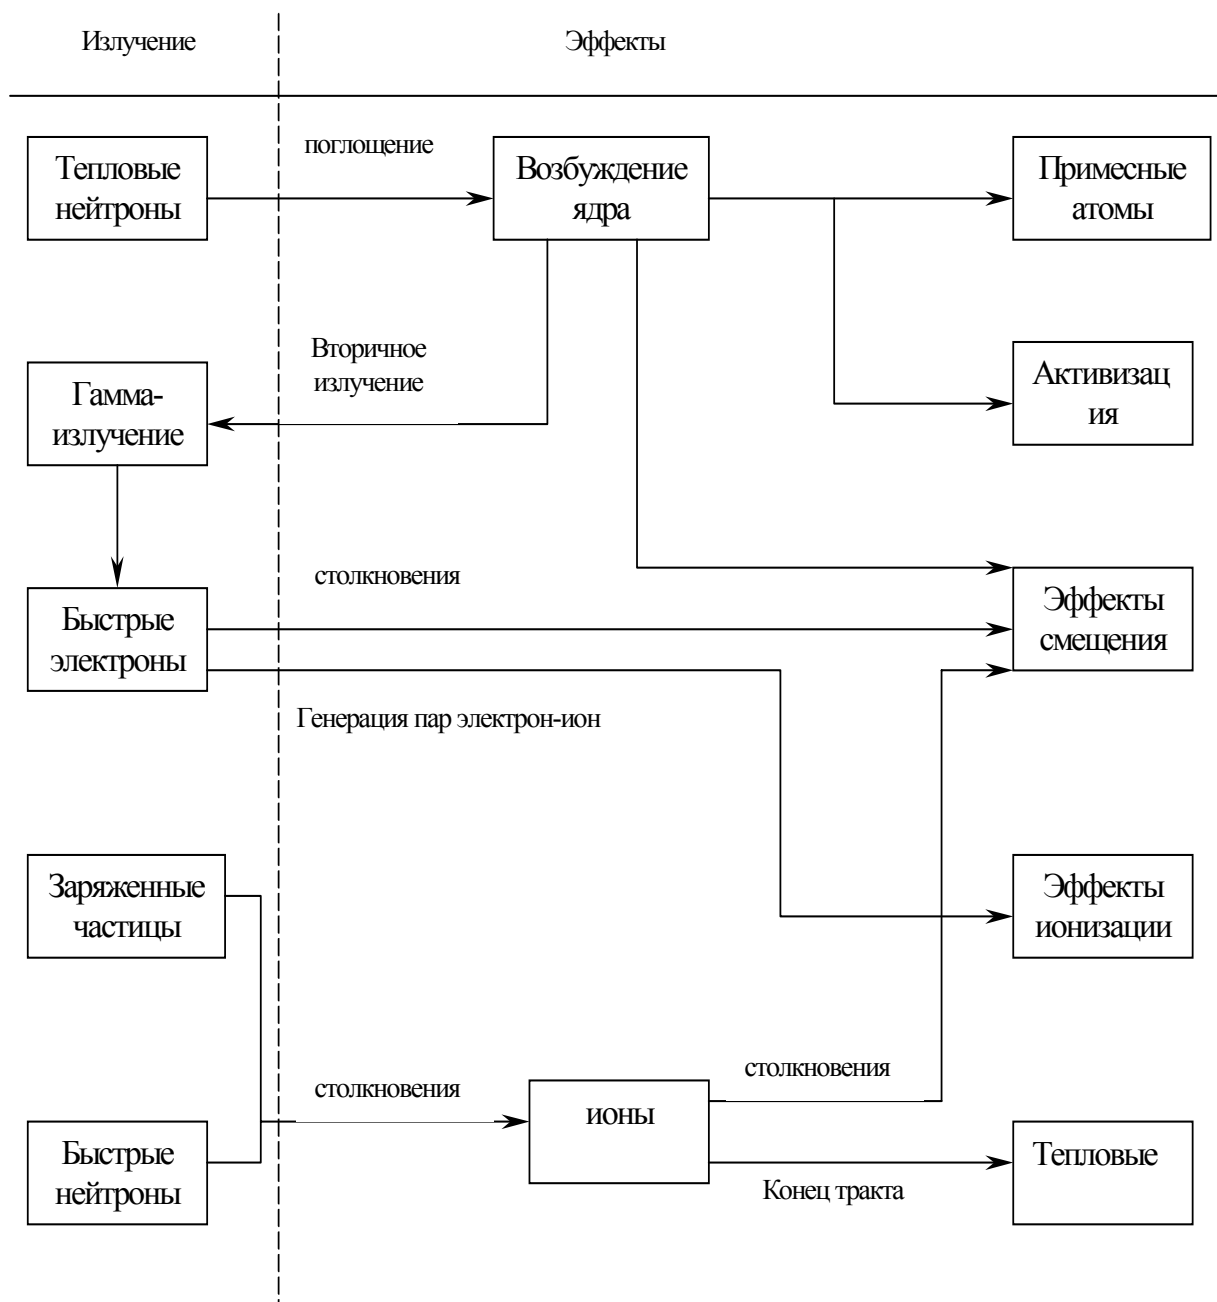 Излучение
Эффекты
поглощение
Тепловые
нейтроны
Возбуждение
ядра
Примесные
атомы
Вторичное
излучение
Гамма-
излучение
Активизац
ия
столкновения
Быстрые
электроны
Эффекты
смещения
Генерация пар электрон-ион
Заряженные
частицы
Эффекты
ионизации
столкновения
столкновения
ионы
Быстрые
нейтроны
Тепловые
Конец тракта